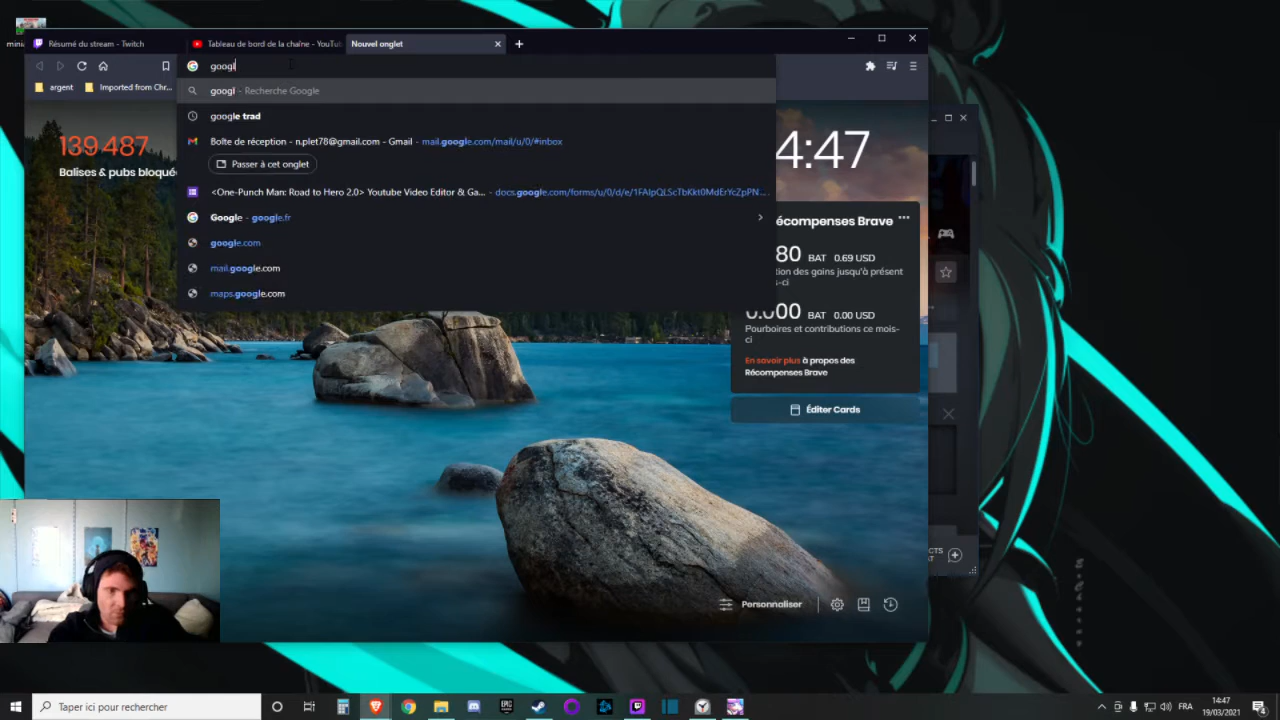 Résumé du stream - Twitch
Tableau de bord de la chaîne - YouTu
Nouvel onglet
googl
argent
Imported from Chr...
googl - Recherche Google
google trad
Boîte de réception - n.plet78@gmail.com - Gmail - mail.google.com/mail/u/0/#inbox
Passer à cet onglet
<One-Punch Man: Road to Hero 2.0> Youtube Video Editor & Ga... - docs.google.com/forms/u/0/d/e/1FAIpQLScTbKkt0MdErYcZpPN...
Google - google.fr
google.com
mail.google.com
maps.google.com
139 487
Balises & pubs bloqué
4:47
écompenses Brave
80 BAT 0.69 USD
tion des gains jusqu'à présent
s-ci
0.000 BAT 0.00 USD
Pourboires et contributions ce mois-
ci
En savoir plus à propos des
Récompenses Brave
Éditer Cards
Personnaliser
Taper ici pour rechercher
FRA
14:47
19/03/2021